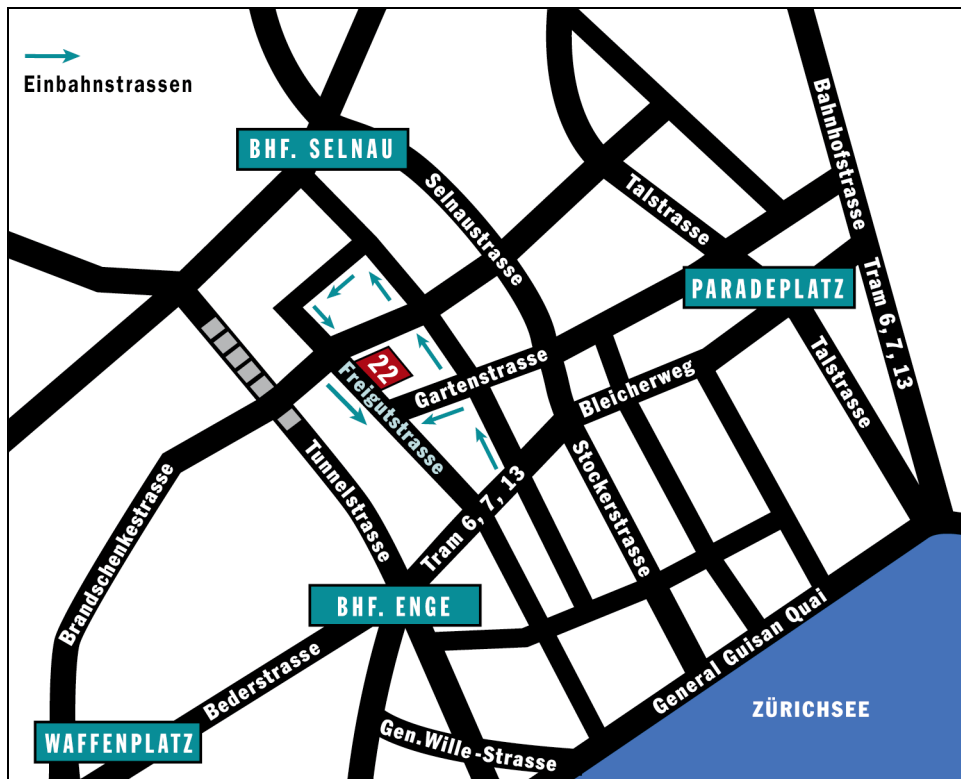 Einbahnstrassen
BHF. SELNAU
Selnaustrasse
Talstrasse
Bahnhofstrasse
Tram 6, 7, 13
PARADEPLATZ
Talstrasse
22
Freigutstrasse
Gartenstrasse
Bleicherweg
Stockerstrasse
Tunnelstrasse
Tram 6, 7, 13
Brandschenkestrasse
BHF. ENGE
Bederstrasse
General Guisan Quai
ZÜRICHSEE
WAFFENPLATZ
Gen.Wille-Strasse